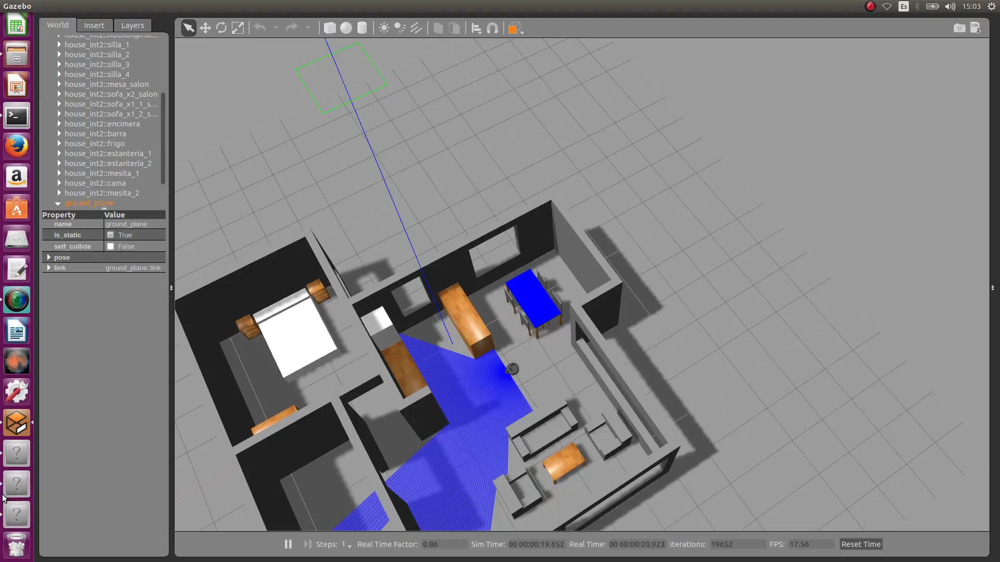 Gazebo
Es
15:03
World
Insert
Layers
LOG
house_int2::silla_1
house_int2::silla_2
house_int2::silla_3
house_int2::silla_4
house_int2::mesa_salon
house_int2::sofa_x2_salon
house_int2::sofa_x1_1_s...
house_int2::sofa_x1_2_s...
house_int2::encimera
house_int2::barra
house_int2::frigo
house_int2::estanteria_1
house_int2::estanteria_2
house_int2::mesita_1
house_int2::cama
house_int2::mesita_2
ground_plane
Property Value
name ground_plane
is_static True
self_collide False
pose
link ground_plane::link
Steps: 1 Real Time Factor: 0.86 Sim Time: 00 00:00:19.652 Real Time: 00 00:00:20.923 Iterations: 19652 FPS: 17.56 Reset Time